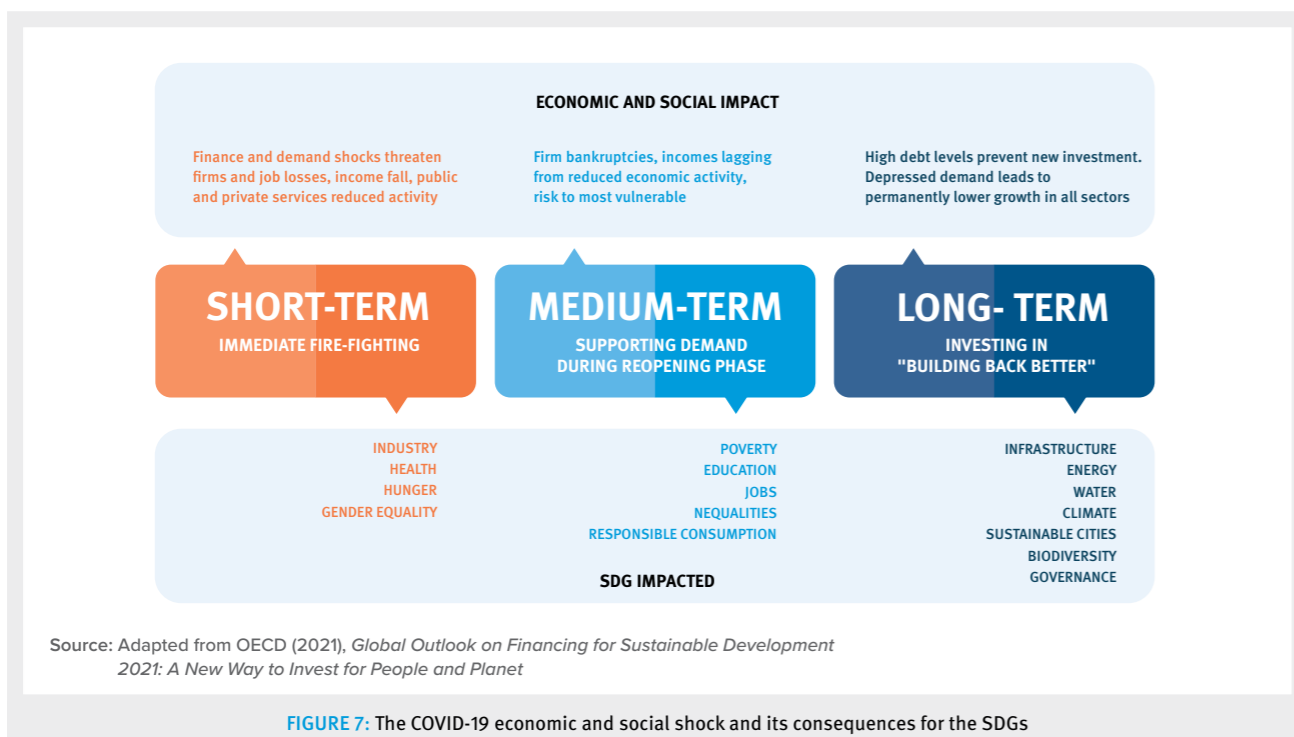 ECONOMIC AND SOCIAL IMPACT
Finance and demand shocks threaten
firms and job losses, income fall, public
and private services reduced activity
Firm bankruptcies, incomes lagging
from reduced economic activity,
risk to most vulnerable
High debt levels prevent new investment.
Depressed demand leads to
permanently lower growth in all sectors
SHORT-TERM
IMMEDIATE FIRE-FIGHTING
MEDIUM-TERM
SUPPORTING DEMAND
DURING REOPENING PHASE
LONG- TERM
INVESTING IN
"BUILDING BACK BETTER"
INDUSTRY
HEALTH
HUNGER
GENDER EQUALITY
POVERTY
EDUCATION
JOBS
NEQUALITIES
RESPONSIBLE CONSUMPTION
INFRASTRUCTURE
ENERGY
WATER
CLIMATE
SUSTAINABLE CITIES
BIODIVERSITY
GOVERNANCE
SDG IMPACTED
Source: Adapted from OECD (2021), Global Outlook on Financing for Sustainable Development
2021: A New Way to Invest for People and Planet
FIGURE 7: The COVID-19 economic and social shock and its consequences for the SDGs